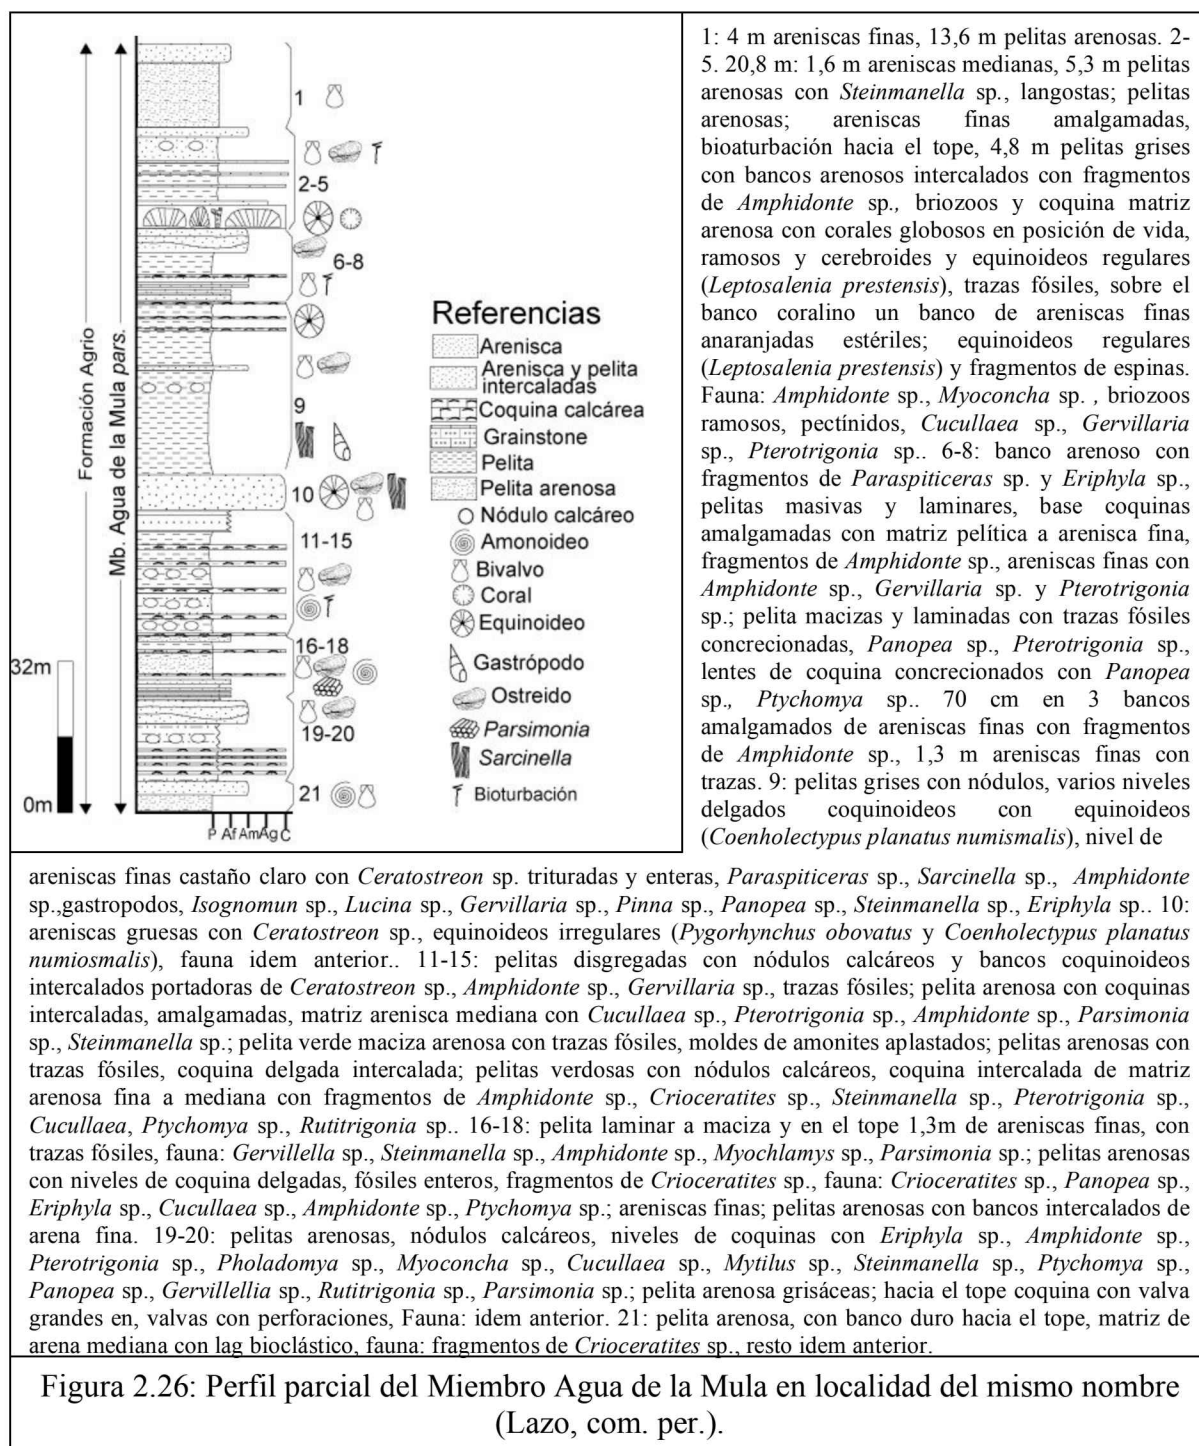 Formación Agrio
Mb. Agua de la Mula pars.
32m
0m
1
2-5
6-8
9
10
11-15
16-18
19-20
21
P Af Am Ag C
Referencias
Arenisca
Arenisca y pelita
intercaladas
Coquina calcárea
Grainstone
Pelita
Pelita arenosa
Nódulo calcáreo
Amonoideo
Bivalvo
Coral
Equinoideo
Gastrópodo
Ostreido
Parsimonia
Sarcinella
Bioturbación
1: 4 m areniscas finas, 13,6 m pelitas arenosas. 2-
5. 20,8 m: 1,6 m areniscas medianas, 5,3 m pelitas
arenosas con Steinmanella sp., langostas; pelitas
arenosas; areniscas finas amalgamadas,
bioaturbación hacia el tope, 4,8 m pelitas grises
con bancos arenosos intercalados con fragmentos
de Amphidonte sp., briozoos y coquina matriz
arenosa con corales globosos en posición de vida,
ramosos y cerebroides y equinoideos regulares
(Leptosalenia prestensis), trazas fósiles, sobre el
banco coralino un banco de areniscas finas
anaranjadas estériles; equinoideos regulares
(Leptosalenia prestensis) y fragmentos de espinas.
Fauna: Amphidonte sp., Myoconcha sp. , briozoos
ramosos, pectínidos, Cucullaea sp., Gervillaria
sp., Pterotrigonia sp.. 6-8: banco arenoso con
fragmentos de Paraspiticeras sp. y Eriphyla sp.,
pelitas masivas y laminares, base coquinas
amalgamadas con matriz pelítica a arenisca fina,
fragmentos de Amphidonte sp., areniscas finas con
Amphidonte sp., Gervillaria sp. y Pterotrigonia
sp.; pelita macizas y laminadas con trazas fósiles
concrecionadas, Panopea sp., Pterotrigonia sp.,
lentes de coquina concrecionados con Panopea
sp., Ptychomya sp.. 70 cm en 3 bancos
amalgamados de areniscas finas con fragmentos
de Amphidonte sp., 1,3 m areniscas finas con
trazas. 9: pelitas grises con nódulos, varios niveles
delgados coquinoideos con equinoideos
(Coenholectypus planatus numismalis), nivel de
areniscas finas castaño claro con Ceratostreon sp. trituradas y enteras, Paraspiticeras sp., Sarcinella sp., Amphidonte
sp.,gastropodos, Isognomun sp., Lucina sp., Gervillaria sp., Pinna sp., Panopea sp., Steinmanella sp., Eriphyla sp.. 10:
areniscas gruesas con Ceratostreon sp., equinoideos irregulares (Pygorhynchus obovatus y Coenholectypus planatus
numiosmalis), fauna idem anterior.. 11-15: pelitas disgregadas con nódulos calcáreos y bancos coquinoideos
intercalados portadoras de Ceratostreon sp., Amphidonte sp., Gervillaria sp., trazas fósiles; pelita arenosa con coquinas
intercaladas, amalgamadas, matriz arenisca mediana con Cucullaea sp., Pterotrigonia sp., Amphidonte sp., Parsimonia
sp., Steinmanella sp.; pelita verde maciza arenosa con trazas fósiles, moldes de amonites aplastados; pelitas arenosas con
trazas fósiles, coquina delgada intercalada; pelitas verdosas con nódulos calcáreos, coquina intercalada de matriz
arenosa fina a mediana con fragmentos de Amphidonte sp., Crioceratites sp., Steinmanella sp., Pterotrigonia sp.,
Cucullaea, Ptychomya sp., Rutitrigonia sp.. 16-18: pelita laminar a maciza y en el tope 1,3m de areniscas finas, con
trazas fósiles, fauna: Gervillella sp., Steinmanella sp., Amphidonte sp., Myochlamys sp., Parsimonia sp.; pelitas arenosas
con niveles de coquina delgadas, fósiles enteros, fragmentos de Crioceratites sp., fauna: Crioceratites sp., Panopea sp.,
Eriphyla sp., Cucullaea sp., Amphidonte sp., Ptychomya sp.; areniscas finas; pelitas arenosas con bancos intercalados de
arena fina. 19-20: pelitas arenosas, nódulos calcáreos, niveles de coquinas con Eriphyla sp., Amphidonte sp.,
Pterotrigonia sp., Pholadomya sp., Myoconcha sp., Cucullaea sp., Mytilus sp., Steinmanella sp., Ptychomya sp.,
Panopea sp., Gervillellia sp., Rutitrigonia sp., Parsimonia sp.; pelita arenosa grisáceas; hacia el tope coquina con valva
grandes en, valvas con perforaciones, Fauna: idem anterior. 21: pelita arenosa, con banco duro hacia el tope, matriz de
arena mediana con lag bioclástico, fauna: fragmentos de Crioceratites sp., resto idem anterior.
Figura 2.26: Perfil parcial del Miembro Agua de la Mula en localidad del mismo nombre
(Lazo, com. per.).